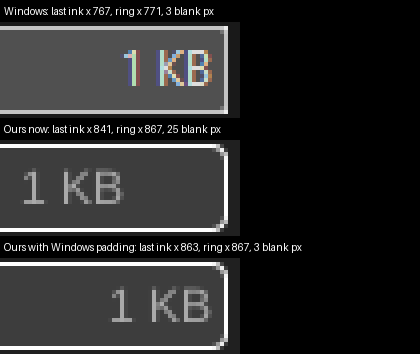 Windows: last ink x 767, ring x 771, 3 blank px
1 KB
Ours now: last ink x 841, ring x 867, 25 blank px
1 KB
Ours with Windows padding: last ink x 863, ring x 867, 3 blank px
1 KB